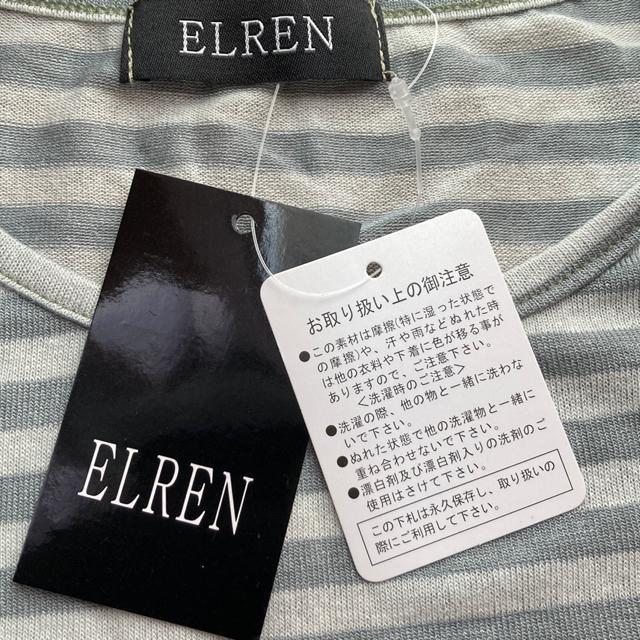 ELREN
ELREN
お取り扱い上の御注意
●この素材は摩擦(特に湿った状態で
の摩擦)や、汗や雨などぬれた時
は他の衣料や下着に色が移る事が
ありますので、ご注意下さい。
＜洗濯時のご注意＞
●洗濯の際、他の物と一緒に洗わな
いで下さい。
●ぬれた状態で他の洗濯物と一緒に
重ね合わせないで下さい。
●漂白剤及び漂白剤入りの洗剤のご
使用はさけて下さい。
この下札は永久保存し、取り扱いの
際にご利用して下さい。